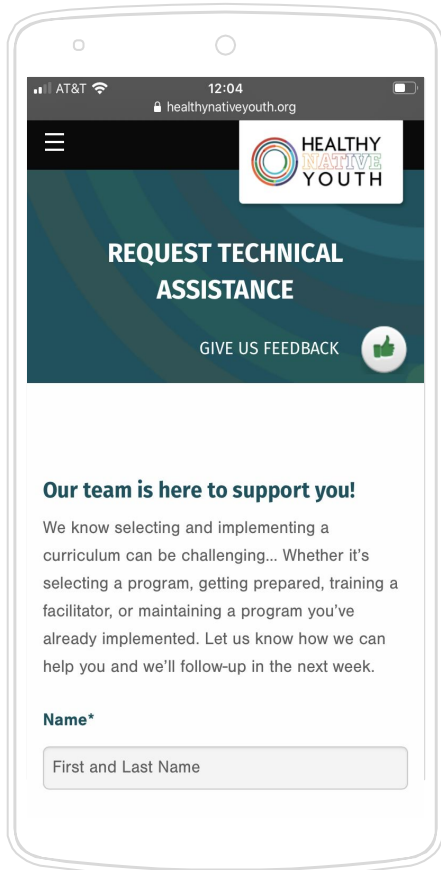 AT&T 12:04
healthynativeyouth.org
HEALTHY
NATIVE
YOUTH
REQUEST TECHNICAL
ASSISTANCE
GIVE US FEEDBACK
Our team is here to support you!
We know selecting and implementing a
curriculum can be challenging... Whether it's
selecting a program, getting prepared, training a
facilitator, or maintaining a program you've
already implemented. Let us know how we can
help you and we'll follow-up in the next week.
Name*
First and Last Name